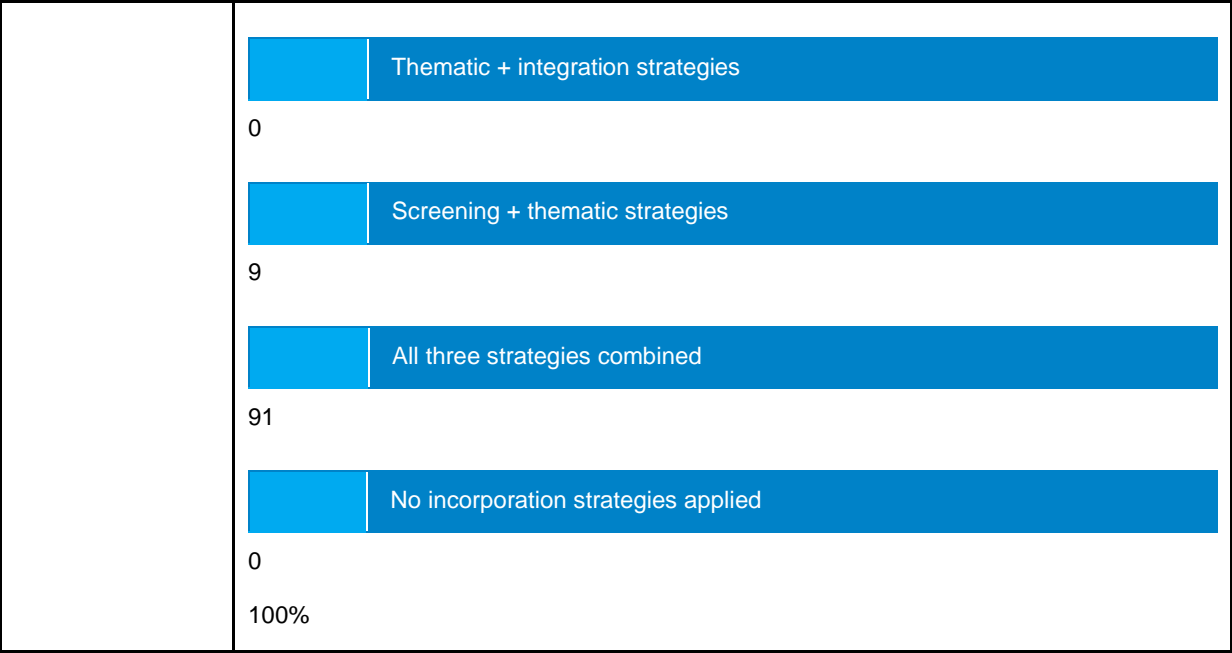 Thematic + integration strategies
0
Screening + thematic strategies
9
All three strategies combined
91
No incorporation strategies applied
0
100%